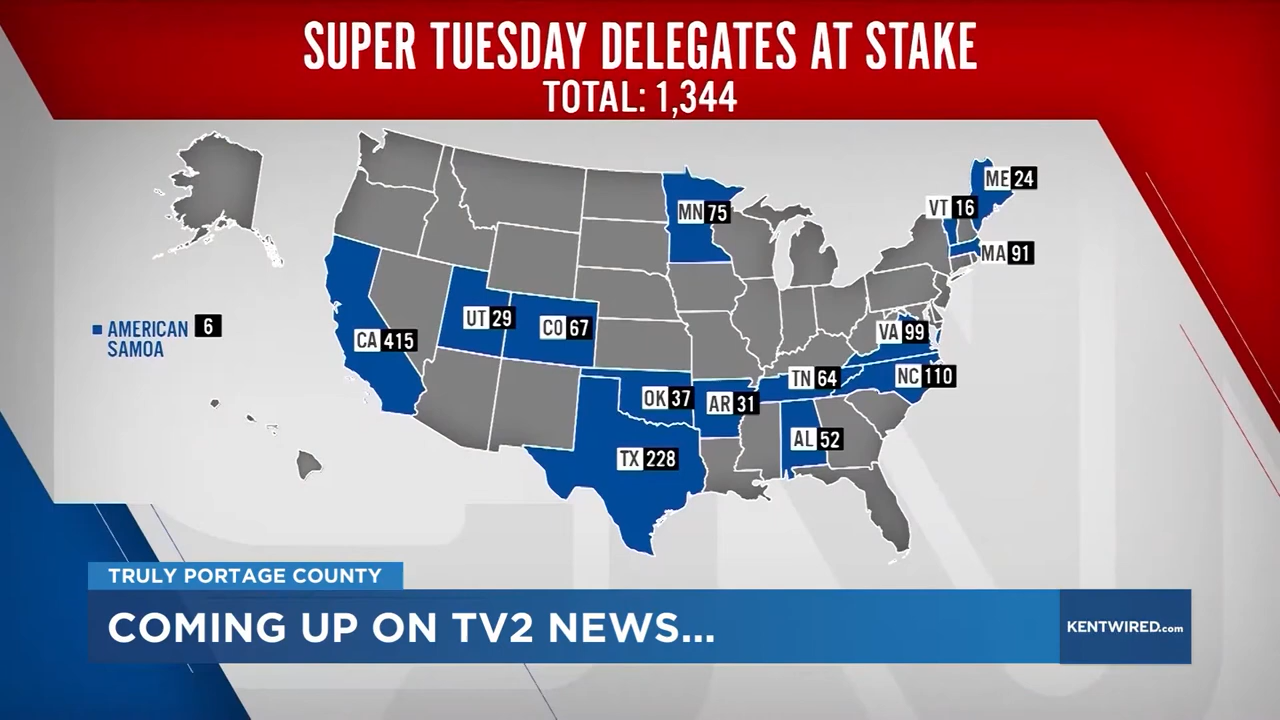 SUPER TUESDAY DELEGATES AT STAKE
TOTAL: 1,344
ME 24
VT 16
MN 75
MA 91
AMERICAN 6
SAMOA
UT 29
CO 67
VA 99
CA 415
TN 64
NC 110
OK 37
AR 31
AL 52
TX 228
TRULY PORTAGE COUNTY
COMING UP ON TV2 NEWS...
KENTWIRED.com